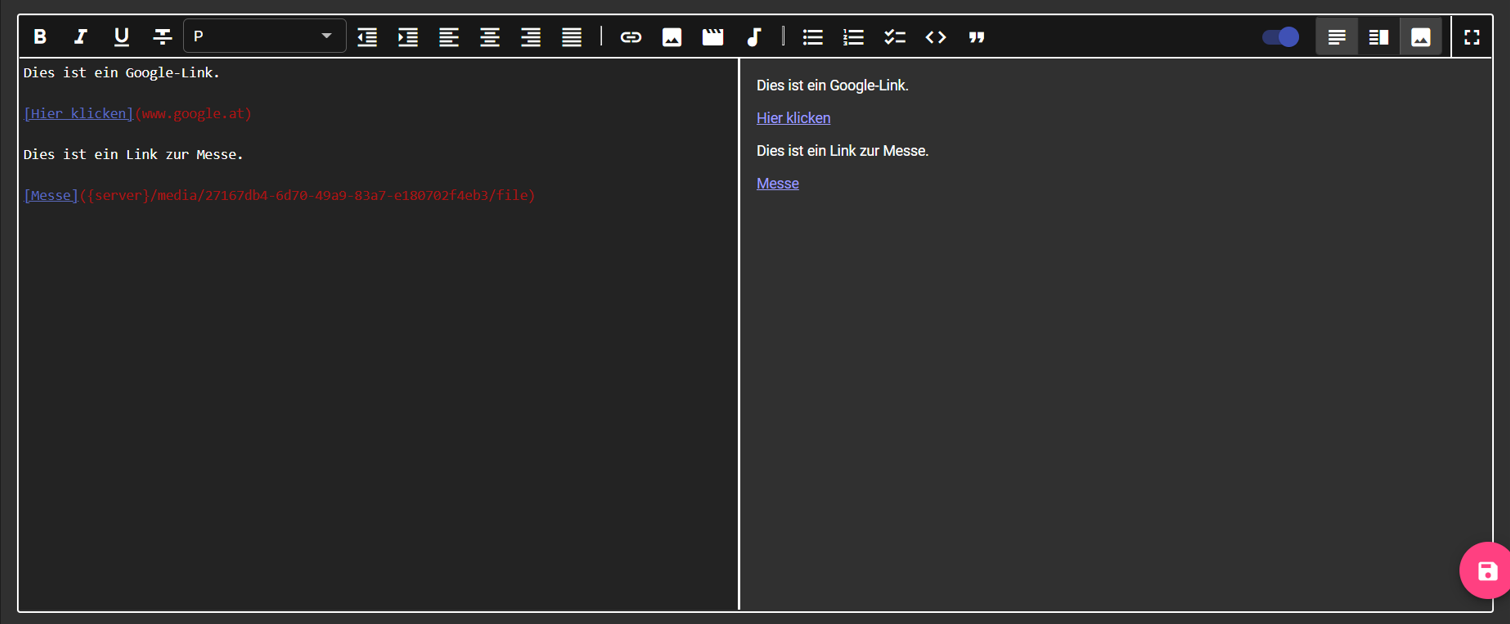 P
Dies ist ein Google-Link.
[Hier klicken](www.google.at)
Dies ist ein Link zur Messe.
[Messe]({server}/media/27167db4-6d70-49a9-83a7-e180702f4eb3/file)
Dies ist ein Google-Link.
Hier klicken
Dies ist ein Link zur Messe.
Messe